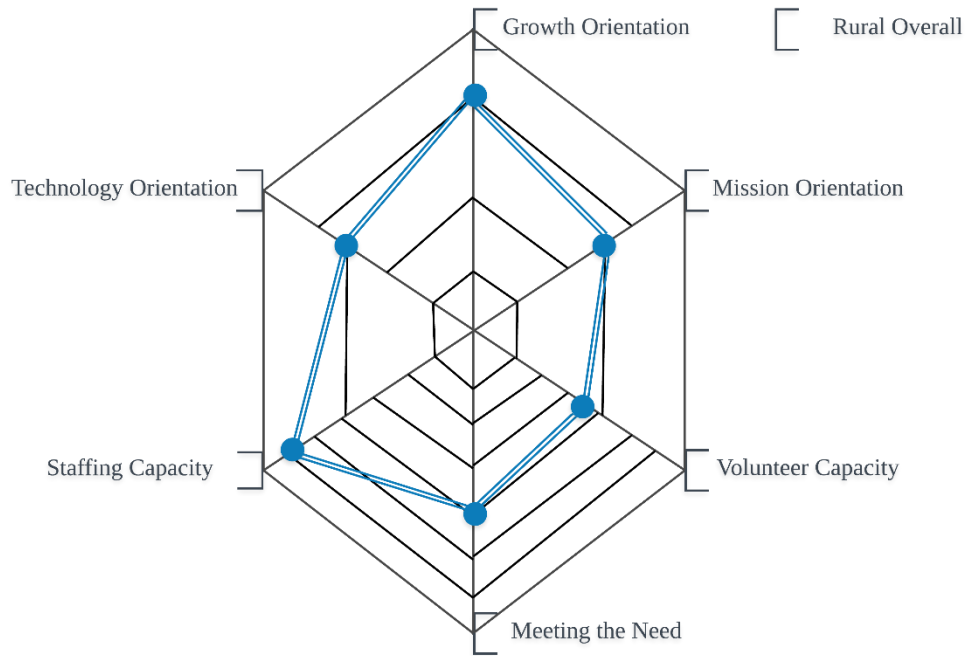 Growth Orientation
Rural Overall
Technology Orientation
Mission Orientation
Staffing Capacity
Volunteer Capacity
Meeting the Need